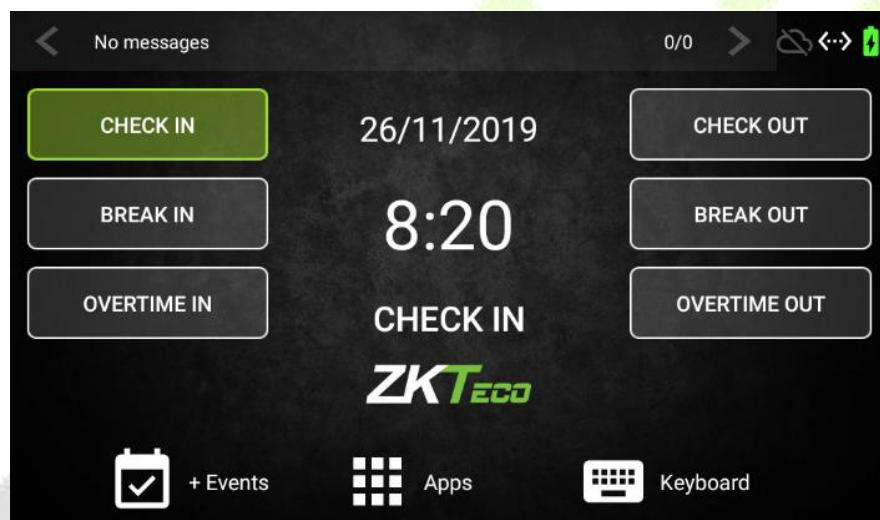 No messages 0/0
CHECK IN 26/11/2019 CHECK OUT
BREAK IN 8:20 BREAK OUT
OVERTIME IN CHECK IN OVERTIME OUT
ZKTECO
+ Events Apps Keyboard